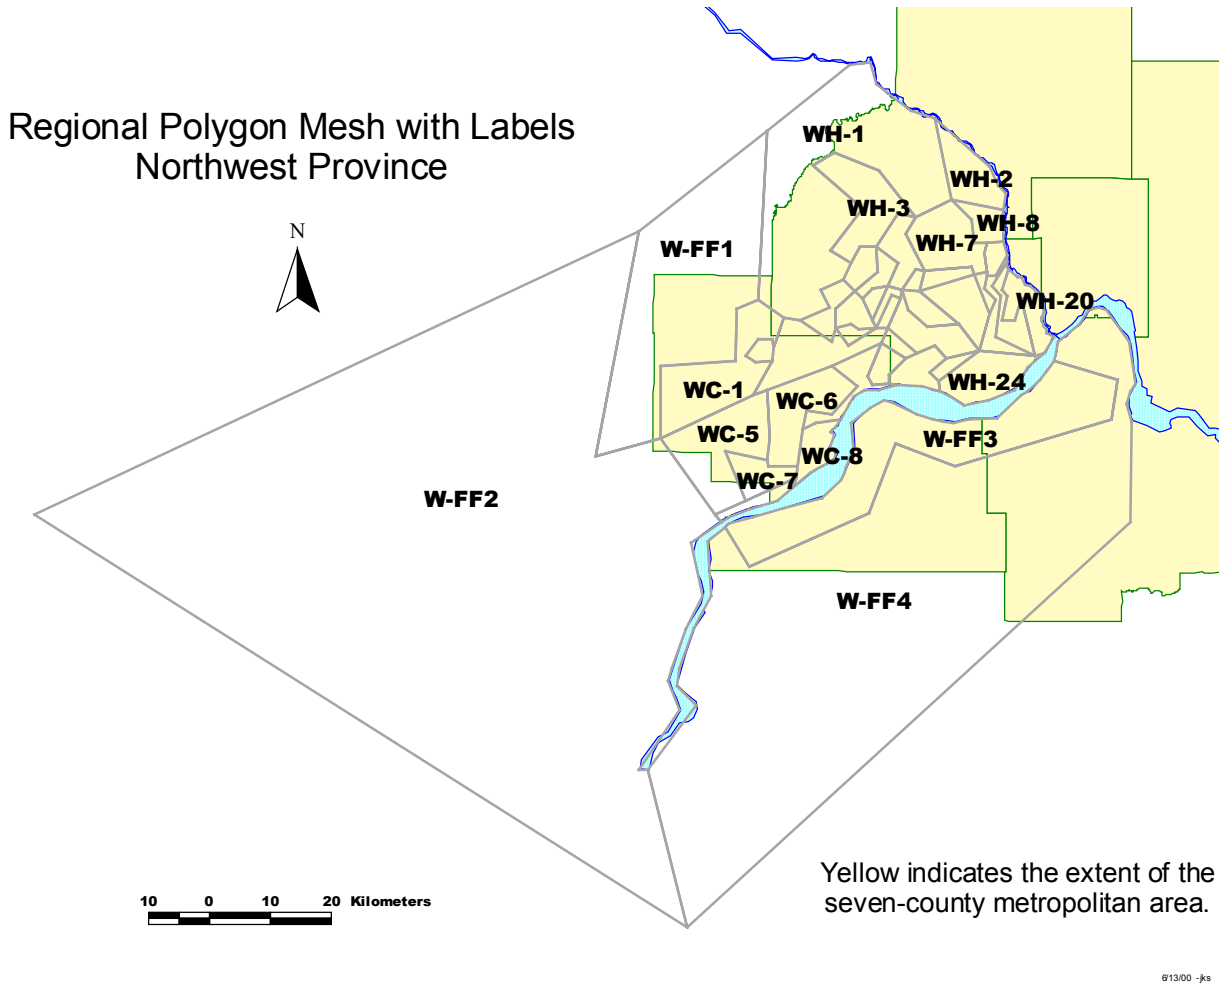 Regional Polygon Mesh with Labels
Northwest Province
N
WH-1
WH-2
WH-3
WH-8
WH-7
W-FF1
WH-20
WH-24
WC-1
WC-6
WC-5
W-FF3
WC-8
WC-7
W-FF2
W-FF4
10 0 10 20 Kilometers
Yellow indicates the extent of the
seven-county metropolitan area.
6/13/00 -jks